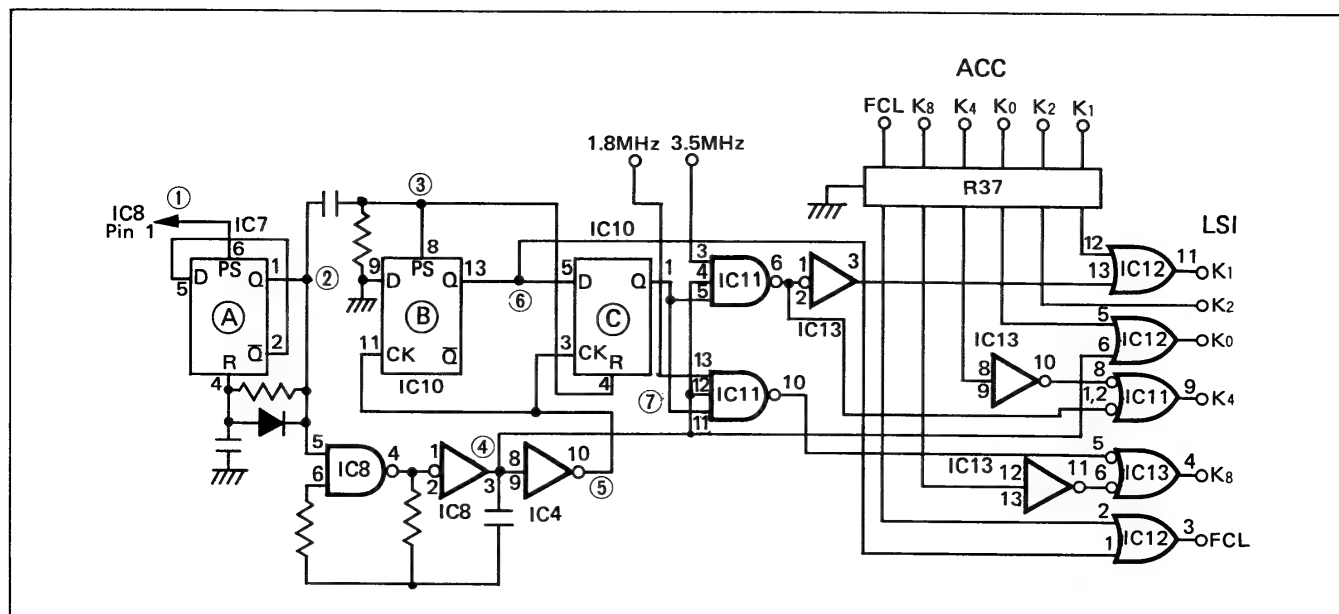 ACC
FCL K8 K4 K0 K2 K1
1.8MHz 3.5MHz
R37
LSI
① ③
IC8 Pin 1
IC7
6
5 D PS Q 1
②
A
2 Q̅
R
4
8
9 D PS Q 13
B
11 CK Q̅
IC10
⑥
IC10
5 D Q 1
C
3 CK R
4
⑦
3
4
5
IC11
6
1
2
3
IC13
13
12
11
IC11
10
12
13
IC12
11
K1
K2
5
6
IC12
K0
IC13
8
9
10
8
1,2
IC11
9
K4
IC13
12
13
11
5
6
IC13
4
K8
2
1
IC12
3
FCL
5
6
IC8
4
1
2
④
3
IC8
8
9
10
⑤
IC4